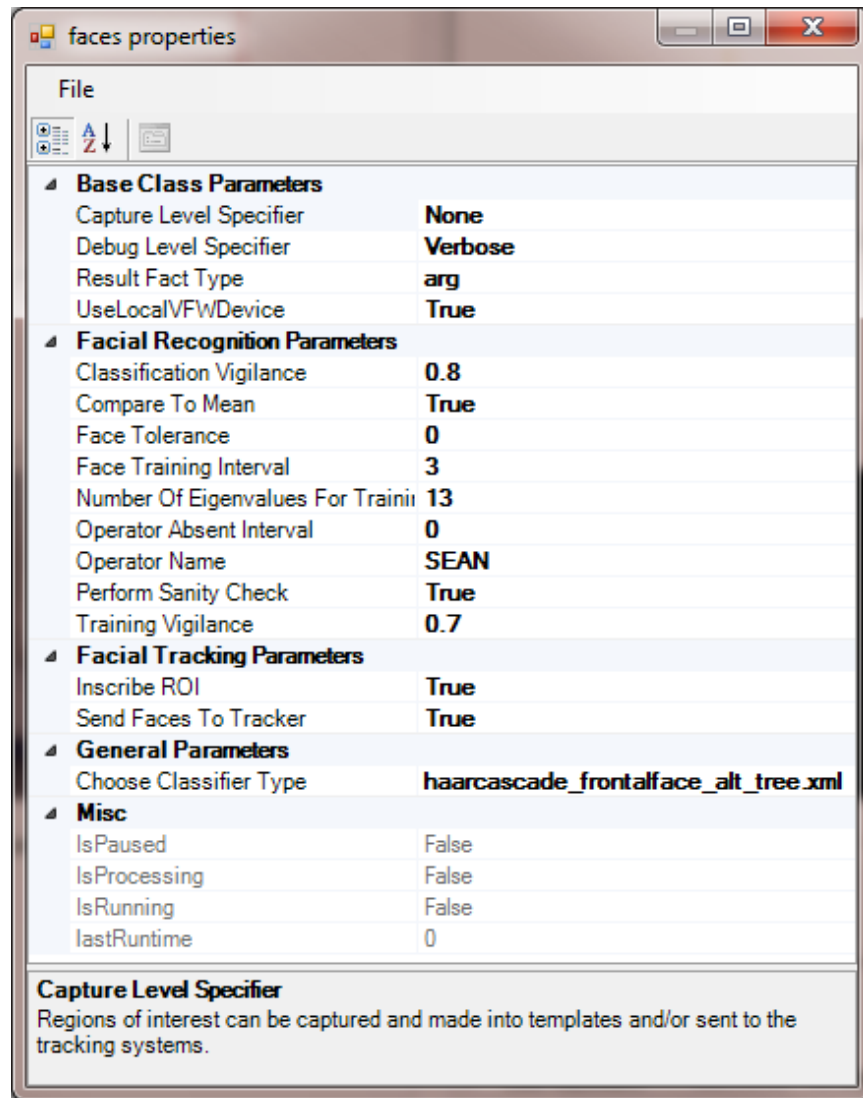 faces properties
File
Base Class Parameters
Capture Level Specifier None
Debug Level Specifier Verbose
Result Fact Type arg
UseLocalVFWDevice True
Facial Recognition Parameters
Classification Vigilance 0.8
Compare To Mean True
Face Tolerance 0
Face Training Interval 3
Number Of Eigenvalues For Trainin 13
Operator Absent Interval 0
Operator Name SEAN
Perform Sanity Check True
Training Vigilance 0.7
Facial Tracking Parameters
Inscribe ROI True
Send Faces To Tracker True
General Parameters
Choose Classifier Type haarcascade_frontalface_alt_tree.xml
Misc
IsPaused False
IsProcessing False
IsRunning False
lastRuntime 0
Capture Level Specifier
Regions of interest can be captured and made into templates and/or sent to the
tracking systems.